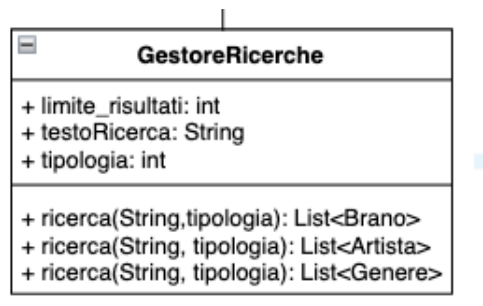 GestoreRicerche
+ limite_risultati: int
+ testoRicerca: String
+ tipologia: int
+ ricerca(String,tipologia): List<Brano>
+ ricerca(String, tipologia): List<Artista>
+ ricerca(String, tipologia): List<Genere>